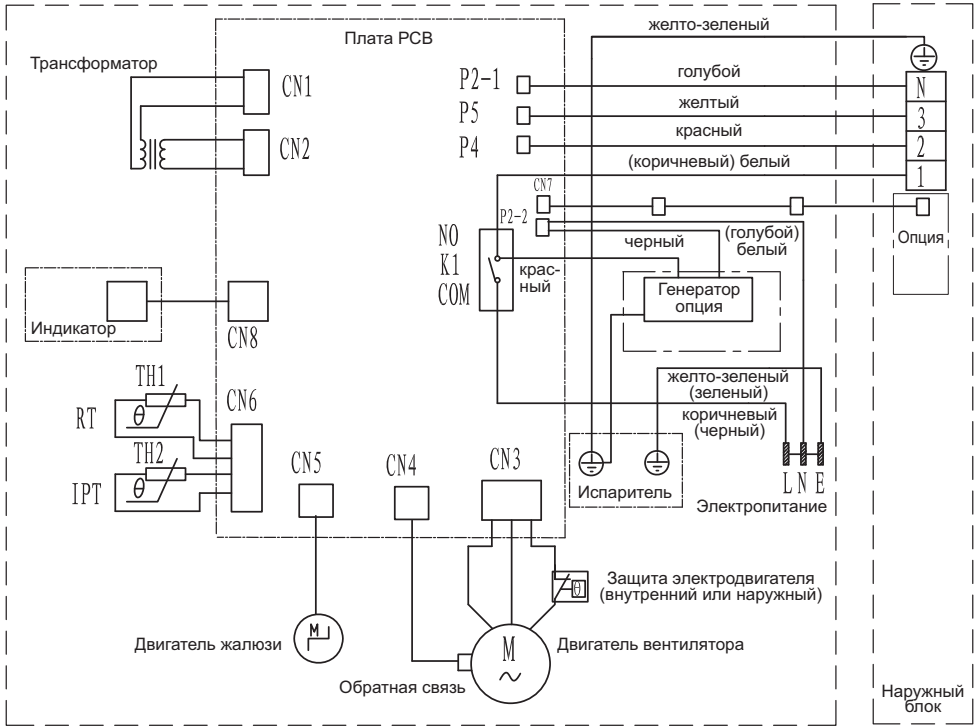 желто-зеленый
Плата PCB
Трансформатор
CN1
CN2
P2-1
P5
P4
голубой
желтый
красный
(коричневый) белый
N
3
2
1
CN7
P2-2
NO
K1
COM
крас-
ный
черный
(голубой)
белый
Опция
Генератор
опция
Индикатор
CN8
TH1
θ
RT
CN6
TH2
θ
IPT
желто-зеленый
(зеленый)
коричневый
(черный)
CN5
CN4
CN3
Испаритель
L N E
Электропитание
θ
Защита электродвигателя
(внутренний или наружный)
M
Двигатель жалюзи
M
Двигатель вентилятора
Обратная связь
Наружный
блок